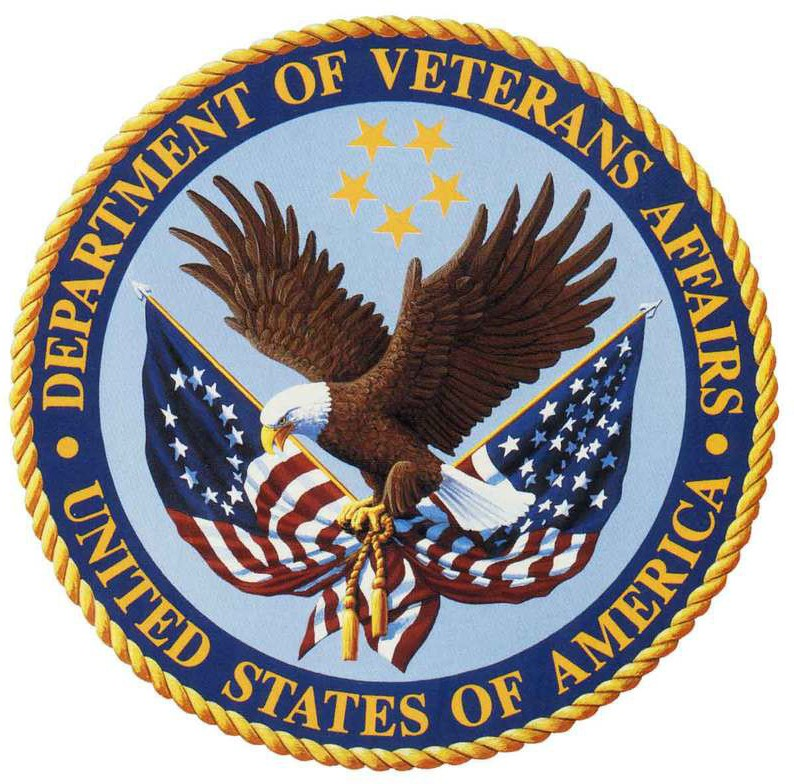 DEPARTMENT OF VETERANS AFFAIRS
UNITED STATES OF AMERICA